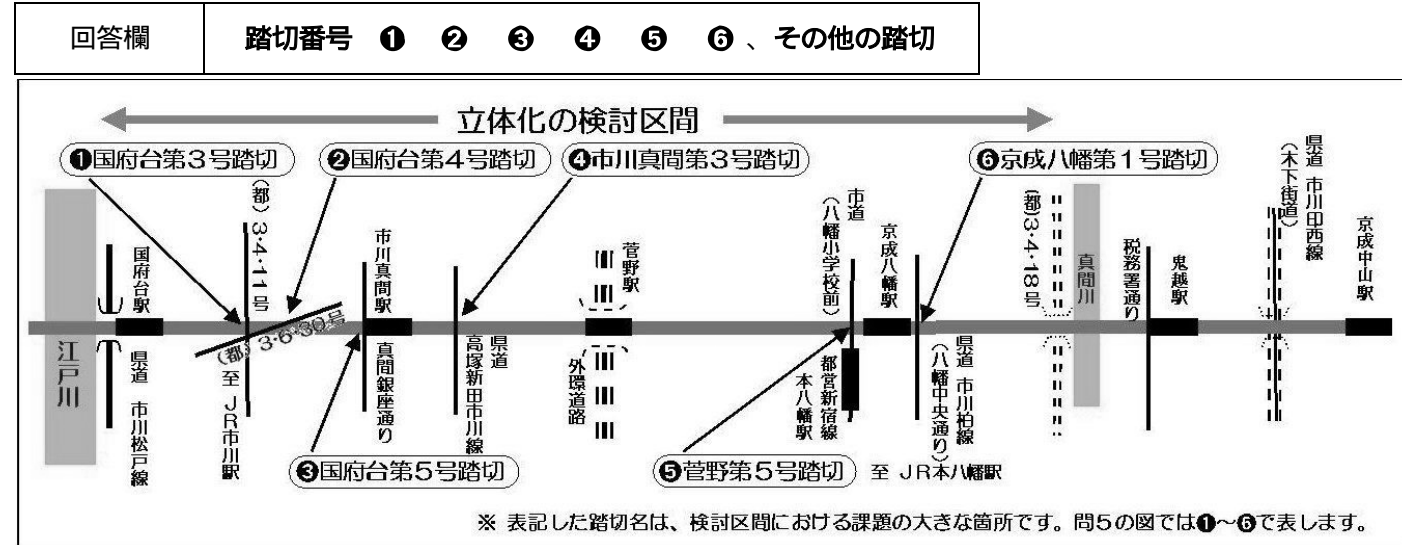 回答欄
踏切番号 ❶ ❷ ❸ ❹ ❺ ❻ 、その他の踏切
立体化の検討区間
❶国府台第3号踏切
❷国府台第4号踏切
❹市川真間第3号踏切
❻京成八幡第1号踏切
江戸川
国府台駅
県道 市川松戸線
(都)3・4・11号
至 JR市川駅
(都)3・6・30号
市川真間駅
真間銀座通り
県道
高塚新田市川線
菅野駅
外環道路
市道
(八幡小学校前)
京成八幡駅
都営新宿線
本八幡駅
県道 市川柏線
(八幡中央通り)
至 JR本八幡駅
(都)3・4・18号
真間川
税務署通り
鬼越駅
県道 市川印西線
(木下街道)
京成中山駅
❸国府台第5号踏切
❺菅野第5号踏切
※ 表記した踏切名は、検討区間における課題の大きな箇所です。問5の図では❶~❻で表します。